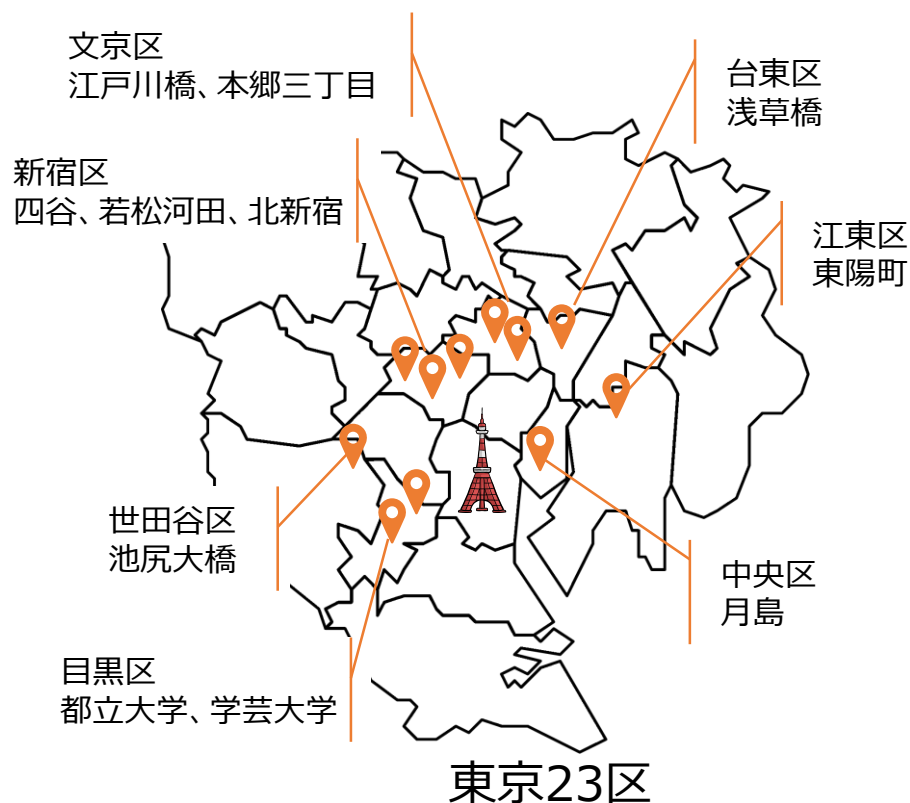 文京区
江戸川橋、本郷三丁目
台東区
浅草橋
新宿区
四谷、若松河田、北新宿
江東区
東陽町
世田谷区
池尻大橋
中央区
月島
目黒区
都立大学、学芸大学
東京23区